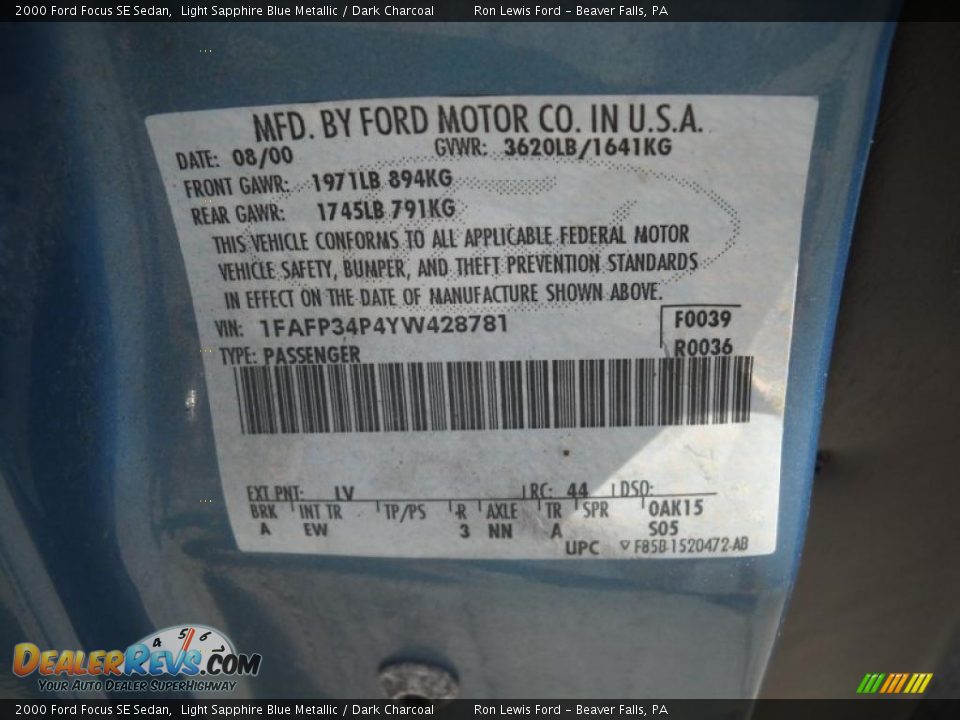 2000 Ford Focus SE Sedan, Light Sapphire Blue Metallic / Dark Charcoal Ron Lewis Ford - Beaver Falls, PA
MFD. BY FORD MOTOR CO. IN U.S.A.
DATE: 08/00 GVWR: 3620LB/1641KG
FRONT GAWR: 1971LB 894KG
REAR GAWR: 1745LB 791KG
THIS VEHICLE CONFORMS TO ALL APPLICABLE FEDERAL MOTOR
VEHICLE SAFETY, BUMPER, AND THEFT PREVENTION STANDARDS
IN EFFECT ON THE DATE OF MANUFACTURE SHOWN ABOVE.
VIN: 1FAFP34P4YW428781 F0039
TYPE: PASSENGER R0036
EXT PNT: LV RC: 44 DSO:
BRK INT TR TP/PS R AXLE TR SPR 0AK15
A EW 3 NN A S05
UPC ▽F85B-1520472-AB
4 5 6
DEALERREVS.COM
YOUR AUTO DEALER SUPERHIGHWAY
2000 Ford Focus SE Sedan, Light Sapphire Blue Metallic / Dark Charcoal Ron Lewis Ford - Beaver Falls, PA